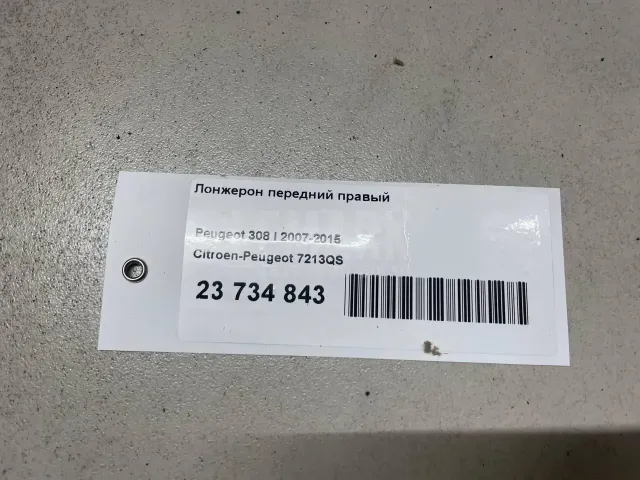 Лонжерон передний правый
Peugeot 308 I 2007-2015
Citroen-Peugeot 7213QS
23 734 843